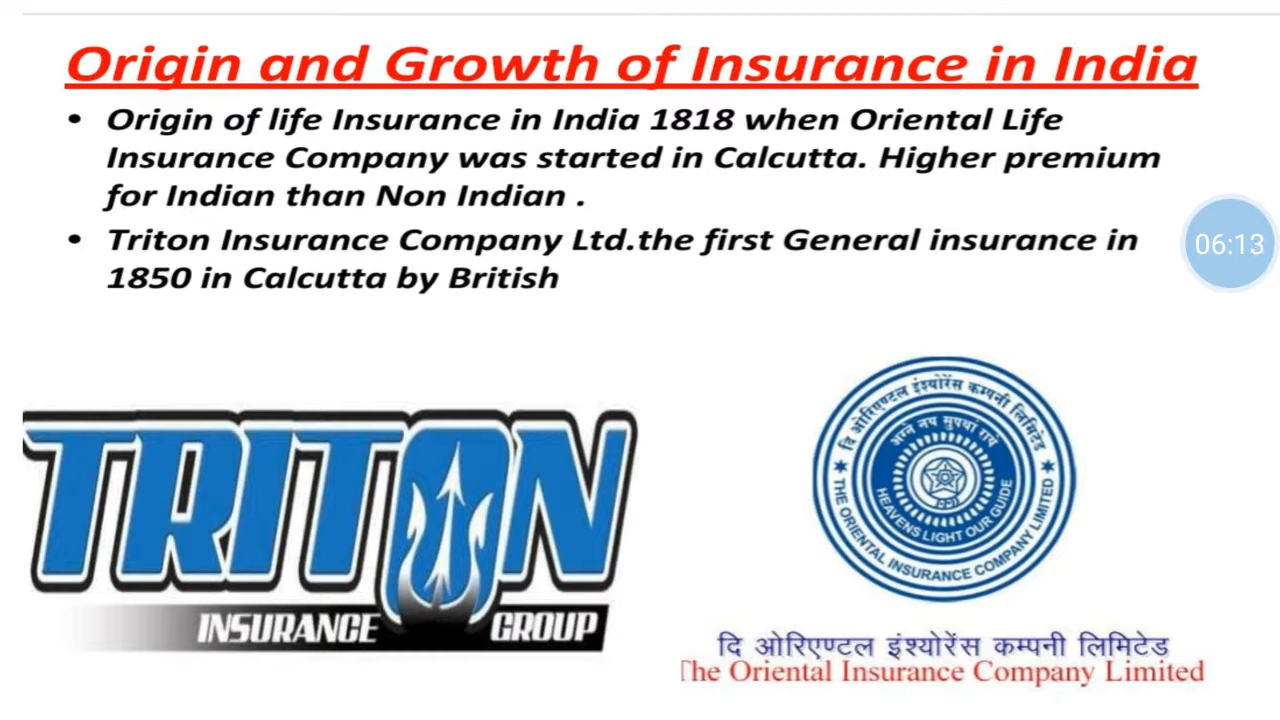 Origin and Growth of Insurance in India
• Origin of life Insurance in India 1818 when Oriental Life
Insurance Company was started in Calcutta. Higher premium
for Indian than Non Indian .
• Triton Insurance Company Ltd.the first General insurance in
1850 in Calcutta by British
06:13
TRITON
INSURANCE GROUP
दि ओरिएण्टल इंश्योरेंस कम्पनी लिमिटेड
अग्ने नय सुपथा राये
HEAVENS LIGHT OUR GUIDE
THE ORIENTAL INSURANCE COMPANY LIMITED
दि ओरिएण्टल इंश्योरेंस कम्पनी लिमिटेड
The Oriental Insurance Company Limited